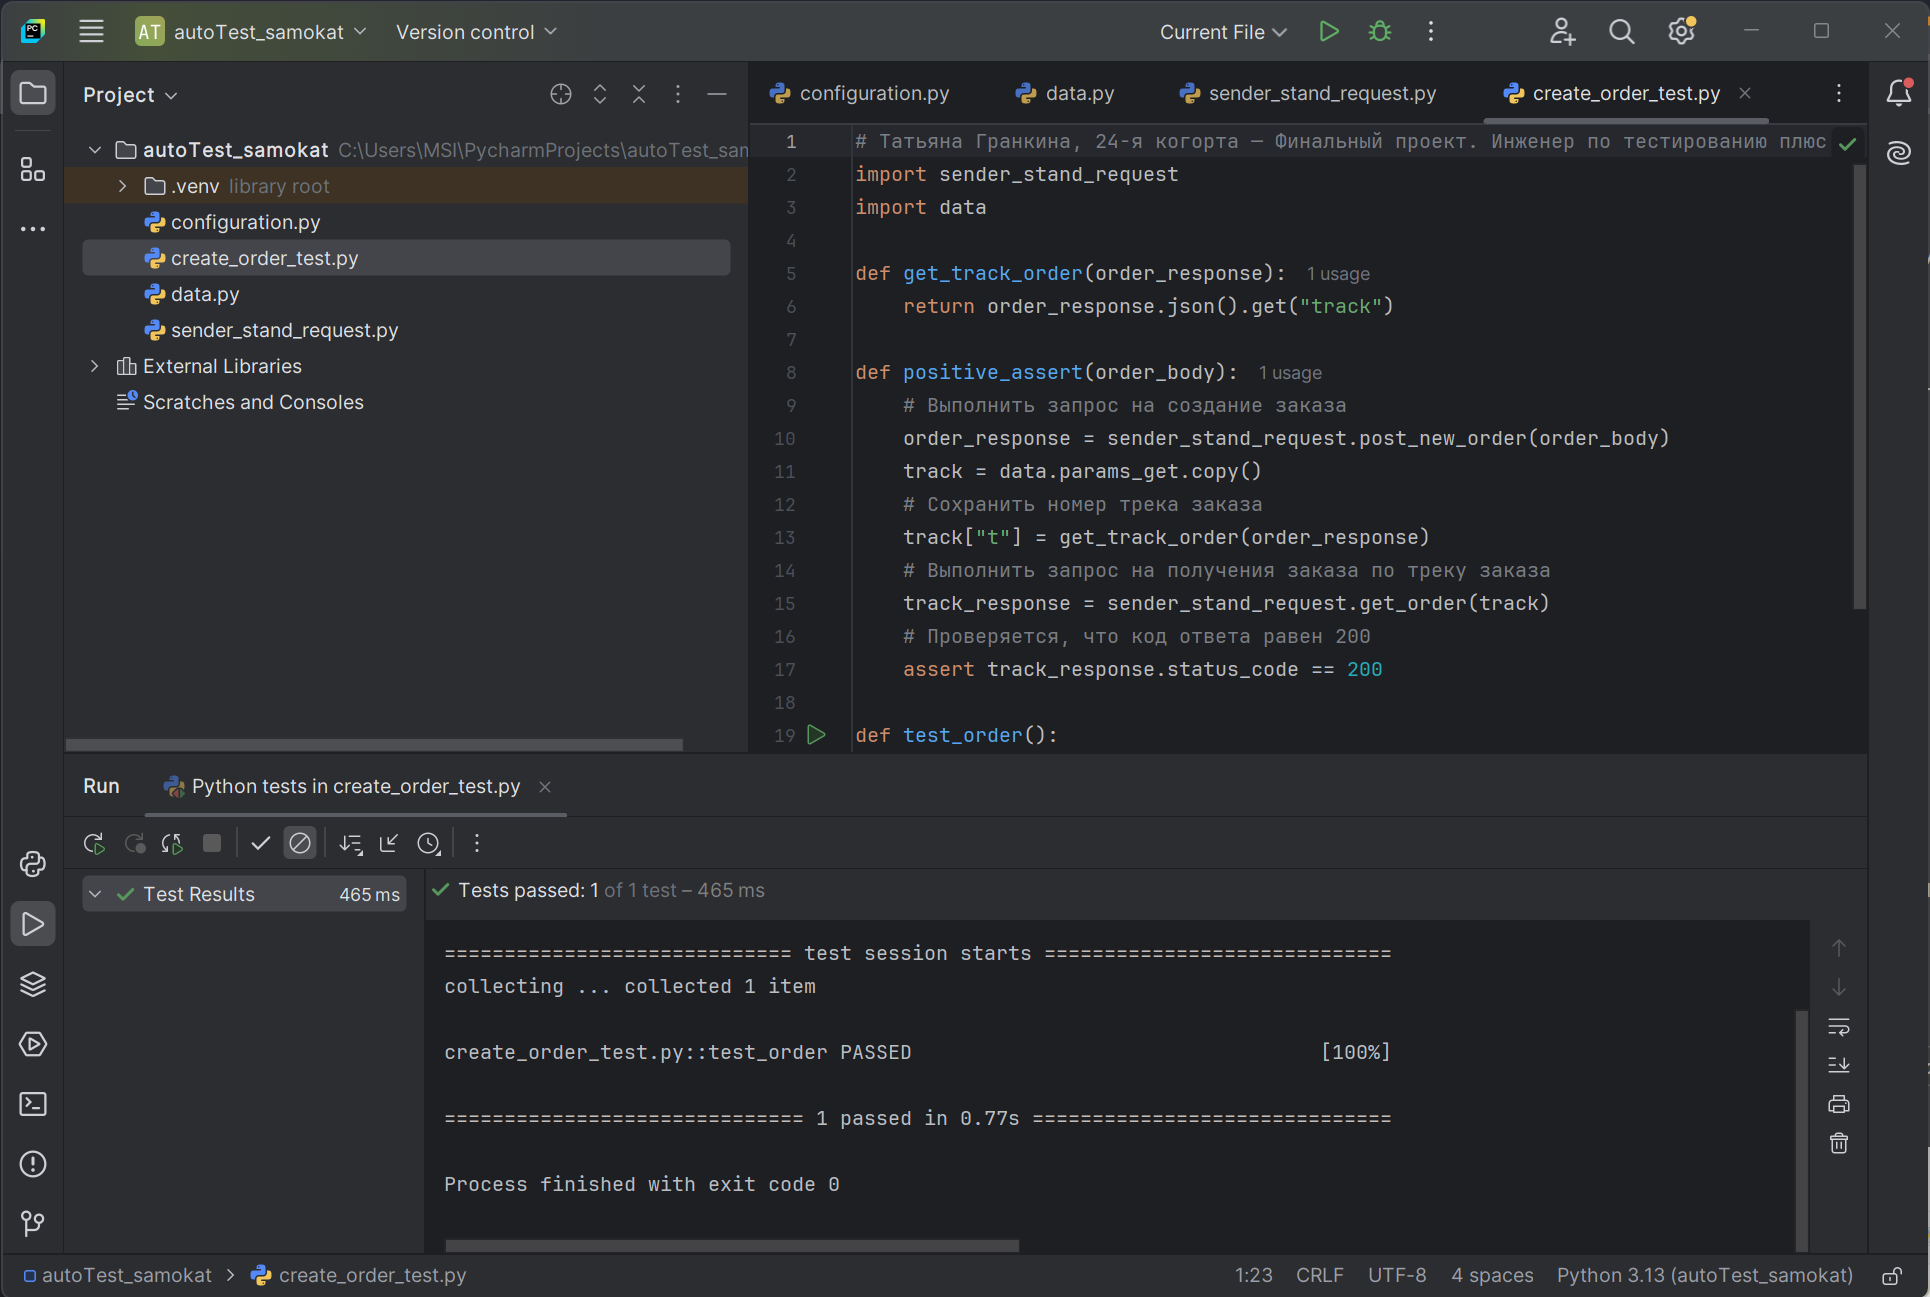 PC
AT autoTest_samokat Version control Current File
Project
configuration.py data.py sender_stand_request.py create_order_test.py
autoTest_samokat C:\Users\MSI\PycharmProjects\autoTest_sam
.venv library root
configuration.py
create_order_test.py
data.py
sender_stand_request.py
External Libraries
Scratches and Consoles
1 # Татьяна Гранкина, 24-я когорта — Финальный проект. Инженер по тестированию плюс
2 import sender_stand_request
3 import data
4
5 def get_track_order(order_response): 1 usage
6 return order_response.json().get("track")
7
8 def positive_assert(order_body): 1 usage
9 # Выполнить запрос на создание заказа
10 order_response = sender_stand_request.post_new_order(order_body)
11 track = data.params_get.copy()
12 # Сохранить номер трека заказа
13 track["t"] = get_track_order(order_response)
14 # Выполнить запрос на получения заказа по треку заказа
15 track_response = sender_stand_request.get_order(track)
16 # Проверяется, что код ответа равен 200
17 assert track_response.status_code == 200
18
19 def test_order():
Run Python tests in create_order_test.py
Test Results 465 ms
Tests passed: 1 of 1 test – 465 ms
============================= test session starts =============================
collecting ... collected 1 item
create_order_test.py::test_order PASSED [100%]
============================== 1 passed in 0.77s ==============================
Process finished with exit code 0
autoTest_samokat > create_order_test.py 1:23 CRLF UTF-8 4 spaces Python 3.13 (autoTest_samokat)